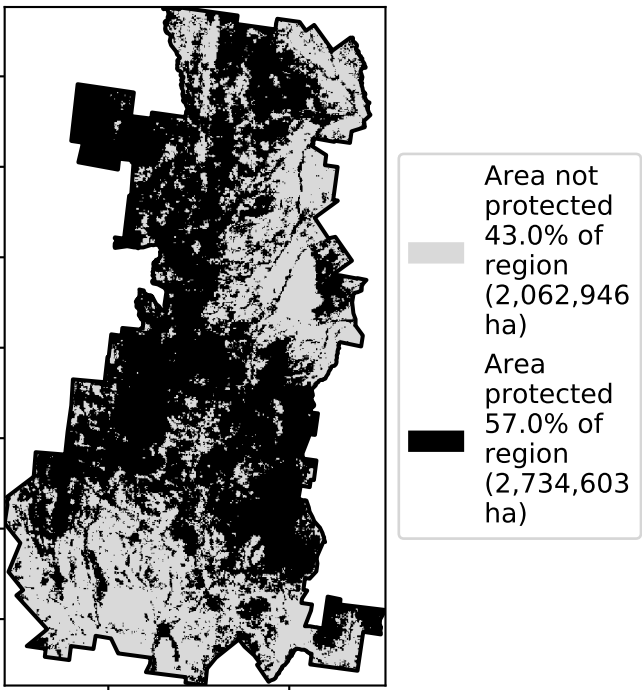 Area not
protected
43.0% of
region
(2,062,946
ha)
Area
protected
57.0% of
region
(2,734,603
ha)